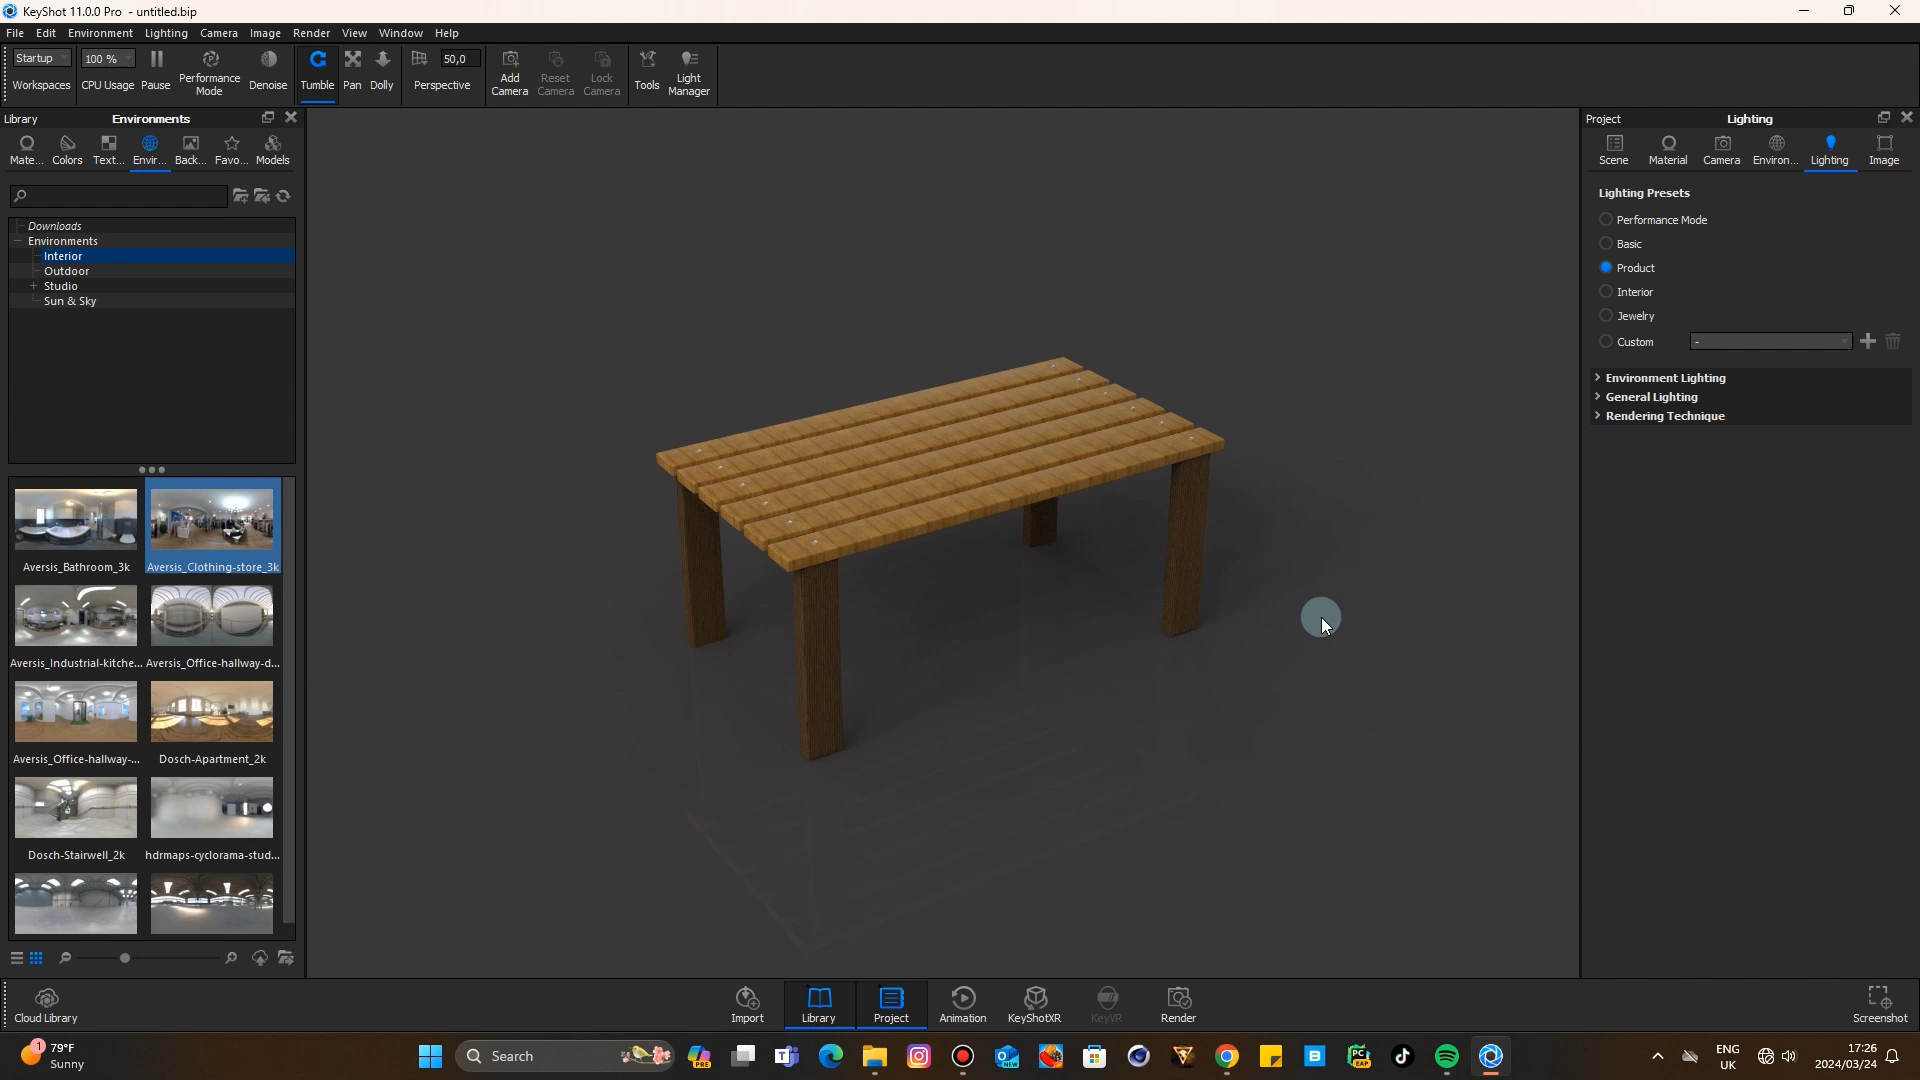 KeyShot 11.0.0 Pro - untitled.bip
File Edit Environment Lighting Camera Image Render View Window Help
Startup 100 % 50,0
Workspaces CPU Usage Pause Performance Mode Denoise Tumble Pan Dolly Perspective Add Camera Reset Camera Lock Camera Tools Light Manager
Library Environments
Mate... Colors Text... Envir... Back... Favo... Models
Downloads
Environments
Interior
Outdoor
Studio
Sun & Sky
Aversis_Bathroom_3k Aversis_Clothing-store_3k
Aversis_Industrial-kitche... Aversis_Office-hallway-d...
Aversis_Office-hallway-... Dosch-Apartment_2k
Dosch-Stairwell_2k hdrmaps-cyclorama-stud...
Project Lighting
Scene Material Camera Environ... Lighting Image
Lighting Presets
Performance Mode
Basic
Product
Interior
Jewelry
Custom -
Environment Lighting
General Lighting
Rendering Technique
Cloud Library Import Library Project Animation KeyShotXR KeyVR Render Screenshot
1 79°F
Sunny
Search
PRE
NEW
PC
EAP
ENG
UK
17:26
2024/03/24